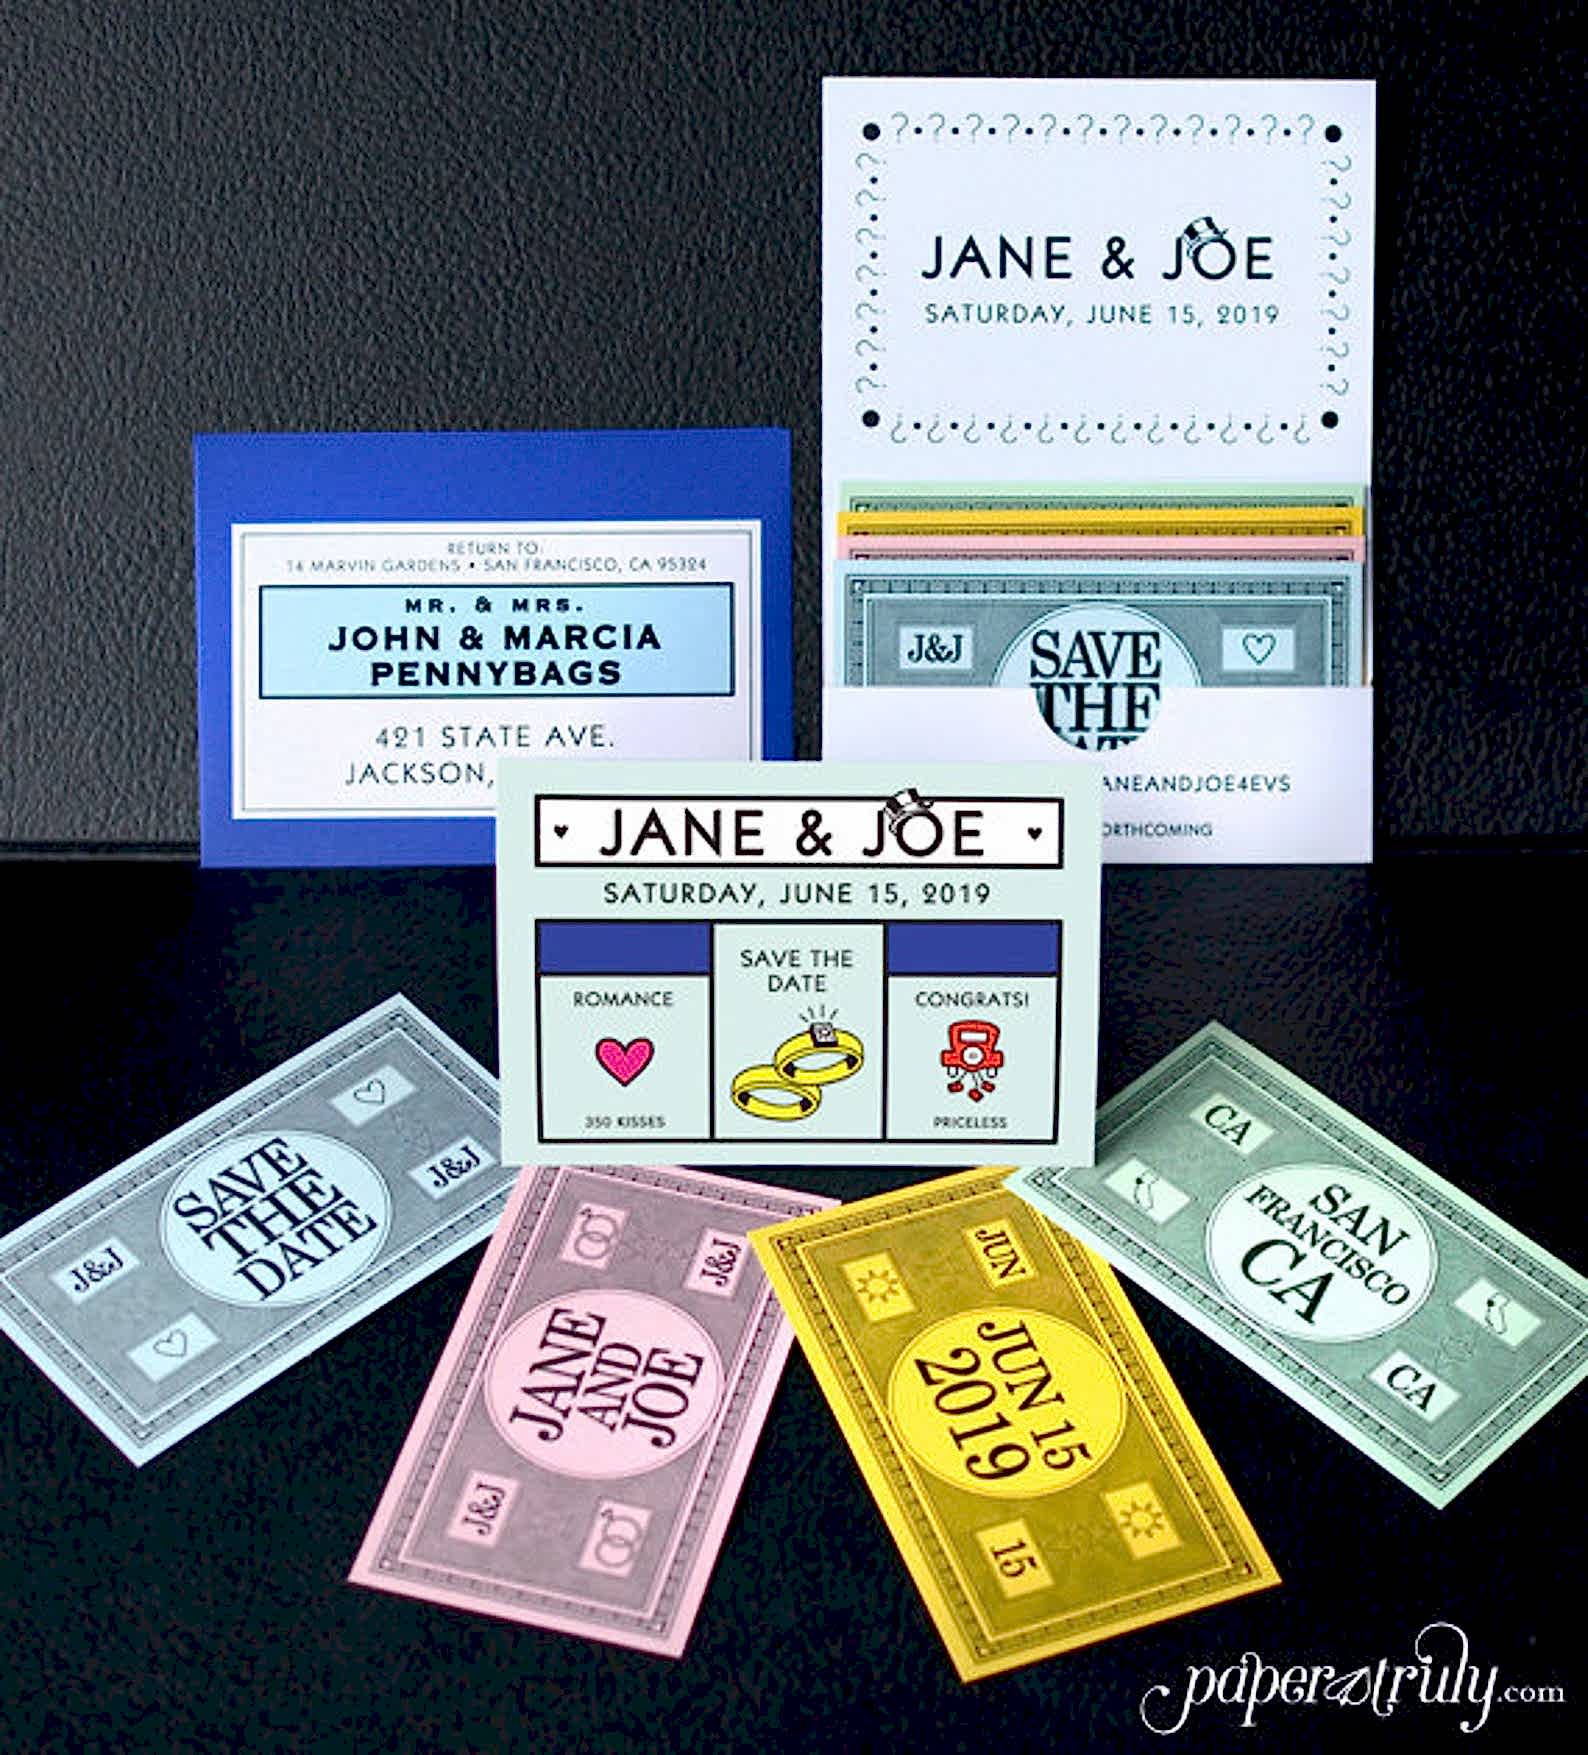 JANE & JOE
SATURDAY, JUNE 15, 2019
J&J
SAVE
THE
ANEANDJOE4EVS
ORTHCOMING
RETURN TO:
14 MARVIN GARDENS • SAN FRANCISCO, CA 95324
MR. & MRS.
JOHN & MARCIA
PENNYBAGS
421 STATE AVE.
JACKSON,
JANE & JOE
SATURDAY, JUNE 15, 2019
ROMANCE
350 KISSES
SAVE THE
DATE
CONGRATS!
PRICELESS
J&J
SAVE
THE
DATE
J&J
J&J
JANE
AND
JOE
J&J
JUN
JUN 15
2019
15
CA
SAN
FRANCISCO
CA
CA
paper&truly.com